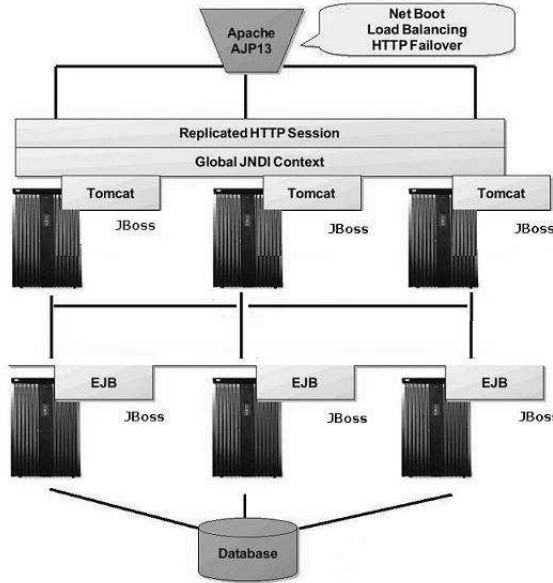 Apache
AJP13
Net Boot
Load Balancing
HTTP Failover
Replicated HTTP Session
Global JNDI Context
Tomcat
Tomcat
Tomcat
JBoss
JBoss
JBoss
EJB
EJB
EJB
JBoss
JBoss
JBoss
Database